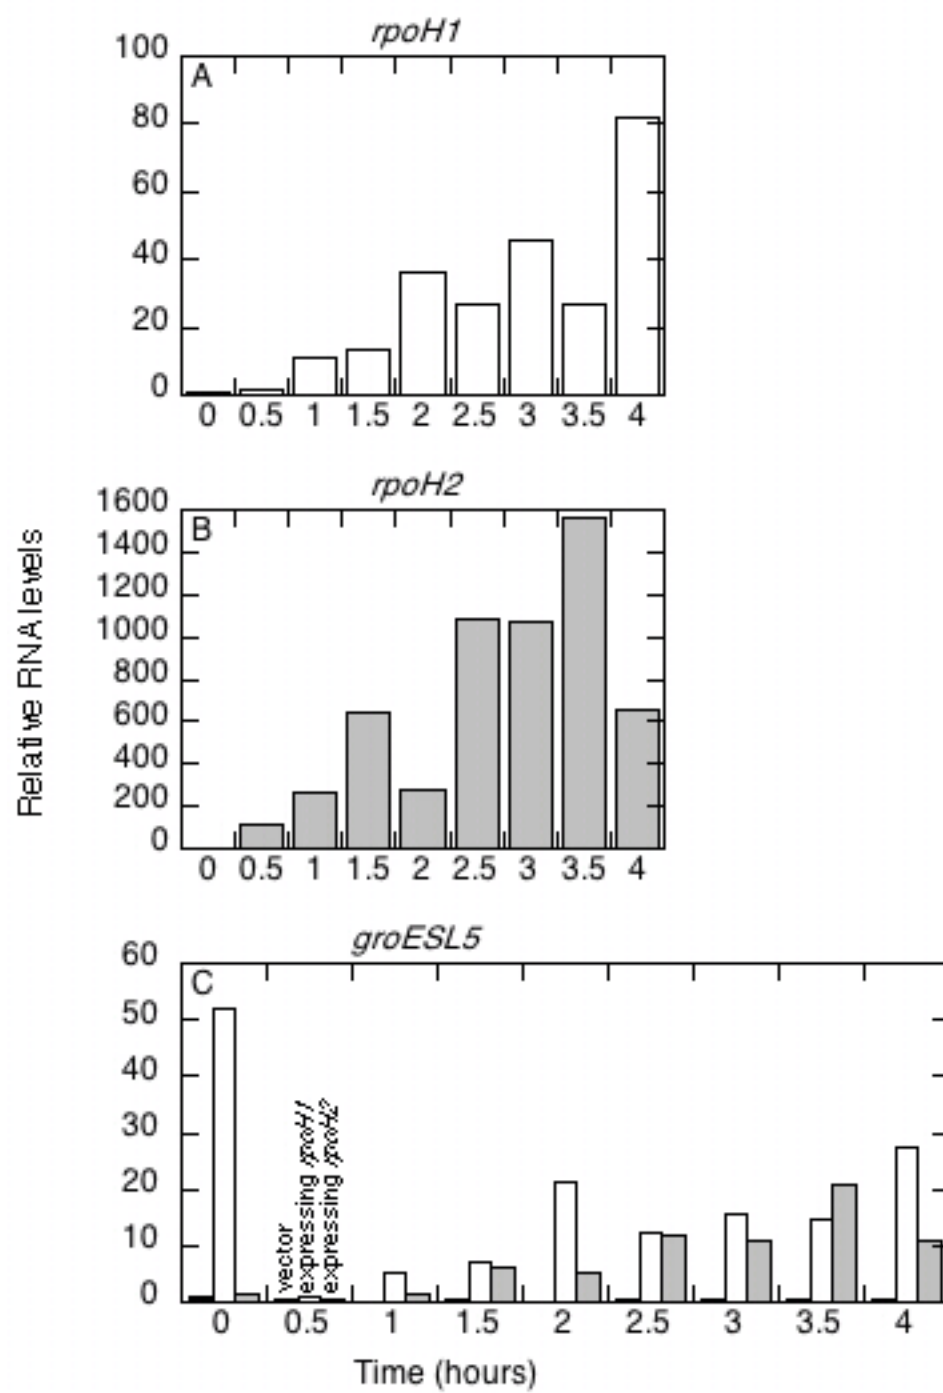 rpoH1
A
100
80
60
40
20
0
0 0.5 1 1.5 2 2.5 3 3.5 4
rpoH2
B
1600
1400
1200
1000
800
600
400
200
0
0 0.5 1 1.5 2 2.5 3 3.5 4
Relative RNA levels
groESL5
C
60
50
40
30
20
10
0
vector
expressing rpoH1
expressing rpoH2
0 0.5 1 1.5 2 2.5 3 3.5 4
Time (hours)